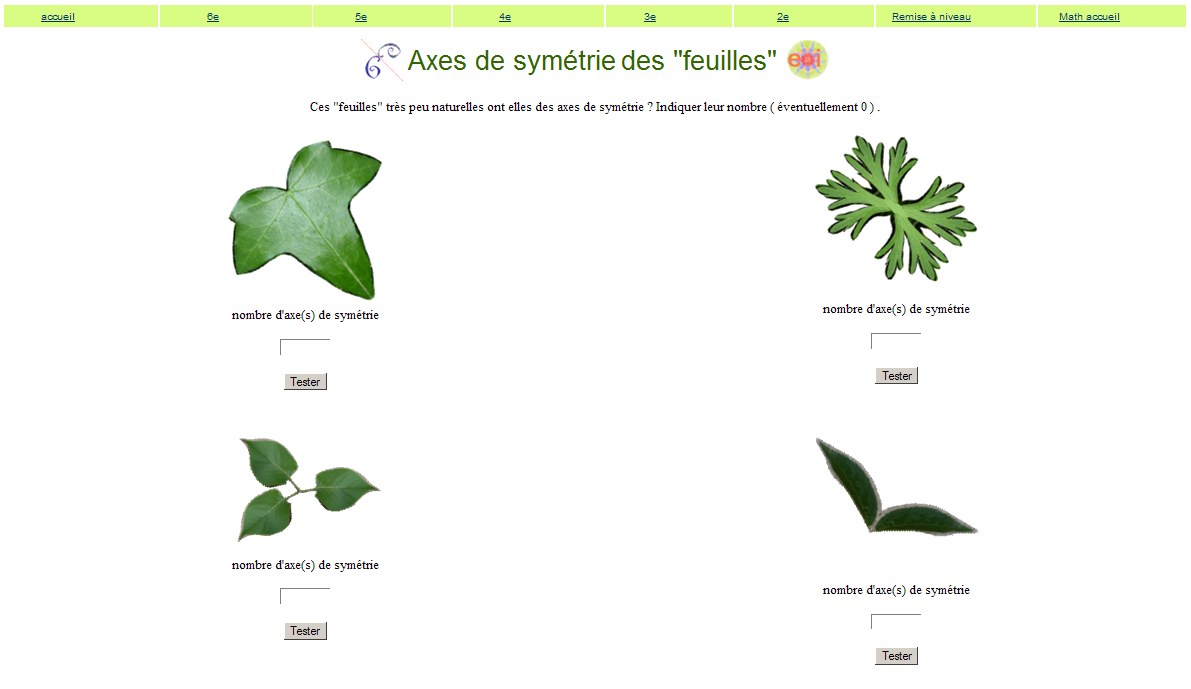 accueil 6e 5e 4e 3e 2e Remise à niveau Math accueil
6e Axes de symétrie des "feuilles" eoi
Ces "feuilles" très peu naturelles ont elles des axes de symétrie ? Indiquer leur nombre ( éventuellement 0 ) .
nombre d'axe(s) de symétrie
Tester
nombre d'axe(s) de symétrie
Tester
nombre d'axe(s) de symétrie
Tester
nombre d'axe(s) de symétrie
Tester